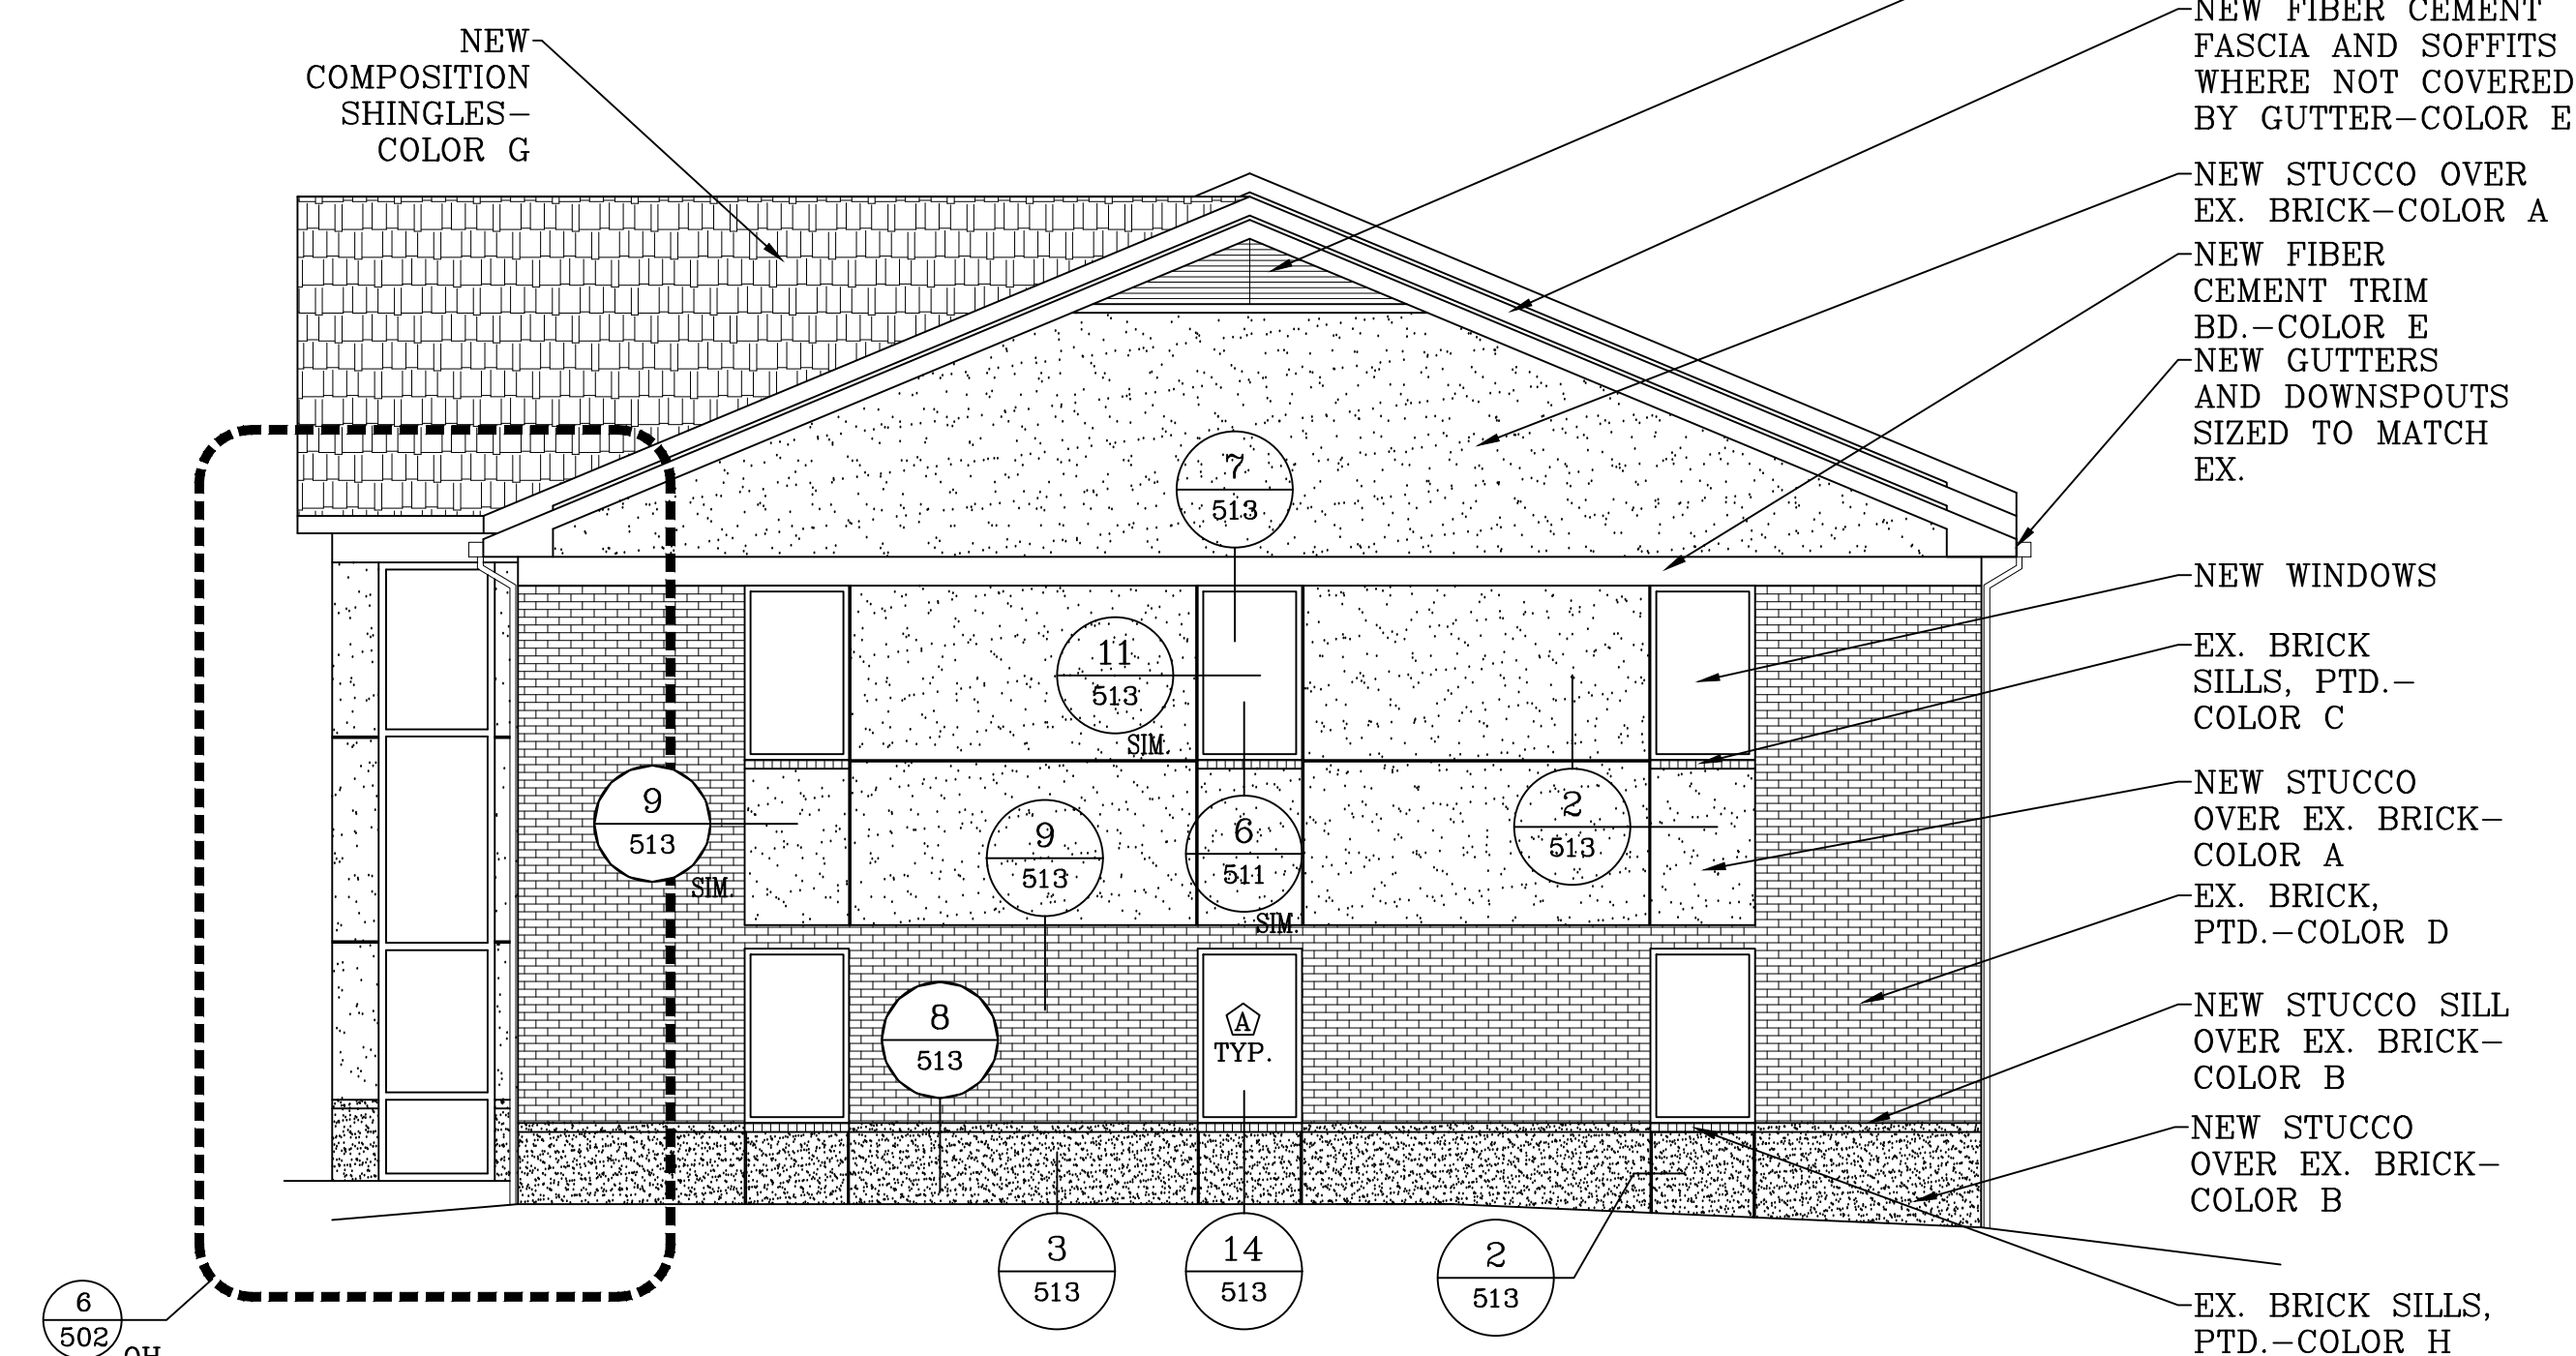 NEW
COMPOSITION
SHINGLES-
COLOR G
NEW FIBER CEMENT
FASCIA AND SOFFITS
WHERE NOT COVERED
BY GUTTER-COLOR E
NEW STUCCO OVER
EX. BRICK-COLOR A
NEW FIBER
CEMENT TRIM
BD.-COLOR E
NEW GUTTERS
AND DOWNSPOUTS
SIZED TO MATCH
EX.
NEW WINDOWS
EX. BRICK
SILLS, PTD.-
COLOR C
NEW STUCCO
OVER EX. BRICK-
COLOR A
EX. BRICK,
PTD.-COLOR D
NEW STUCCO SILL
OVER EX. BRICK-
COLOR B
NEW STUCCO
OVER EX. BRICK-
COLOR B
EX. BRICK SILLS,
PTD.-COLOR H
7
513
11
513
SIM.
9
513
SIM.
9
513
6
511
SIM.
2
513
8
513
A
TYP.
3
513
14
513
2
513
6
502